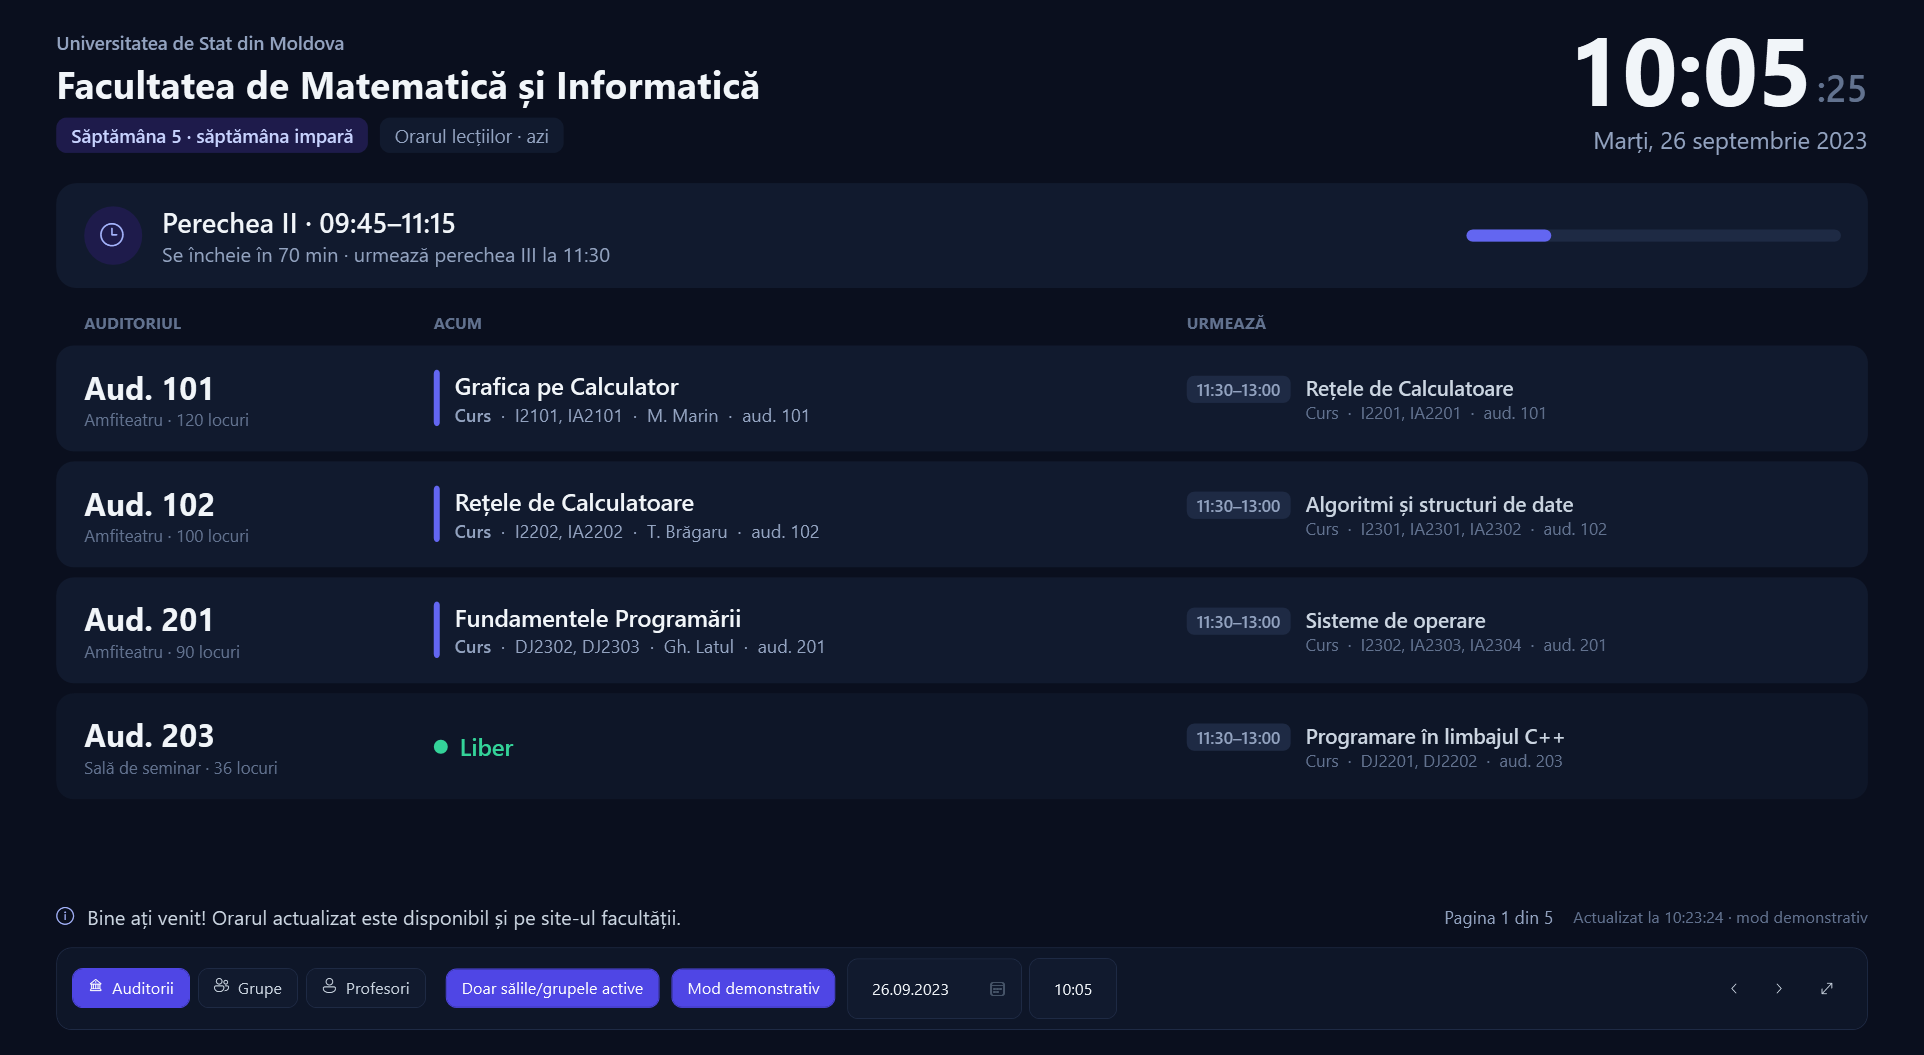 Universitatea de Stat din Moldova
Facultatea de Matematică și Informatică
Săptămâna 5 · săptămâna impară
Orarul lecțiilor · azi
10:05 :25
Marți, 26 septembrie 2023
Perechea II · 09:45–11:15
Se încheie în 70 min · urmează perechea III la 11:30
AUDITORIUL
ACUM
URMEAZĂ
Aud. 101
Amfiteatru · 120 locuri
Grafica pe Calculator
Curs · I2101, IA2101 · M. Marin · aud. 101
11:30–13:00
Rețele de Calculatoare
Curs · I2201, IA2201 · aud. 101
Aud. 102
Amfiteatru · 100 locuri
Rețele de Calculatoare
Curs · I2202, IA2202 · T. Brăgaru · aud. 102
11:30–13:00
Algoritmi și structuri de date
Curs · I2301, IA2301, IA2302 · aud. 102
Aud. 201
Amfiteatru · 90 locuri
Fundamentele Programării
Curs · DJ2302, DJ2303 · Gh. Latul · aud. 201
11:30–13:00
Sisteme de operare
Curs · I2302, IA2303, IA2304 · aud. 201
Aud. 203
Sală de seminar · 36 locuri
Liber
11:30–13:00
Programare în limbajul C++
Curs · DJ2201, DJ2202 · aud. 203
Bine ați venit! Orarul actualizat este disponibil și pe site-ul facultății.
Pagina 1 din 5
Actualizat la 10:23:24 · mod demonstrativ
Auditorii
Grupe
Profesori
Doar sălile/grupele active
Mod demonstrativ
26.09.2023
10:05